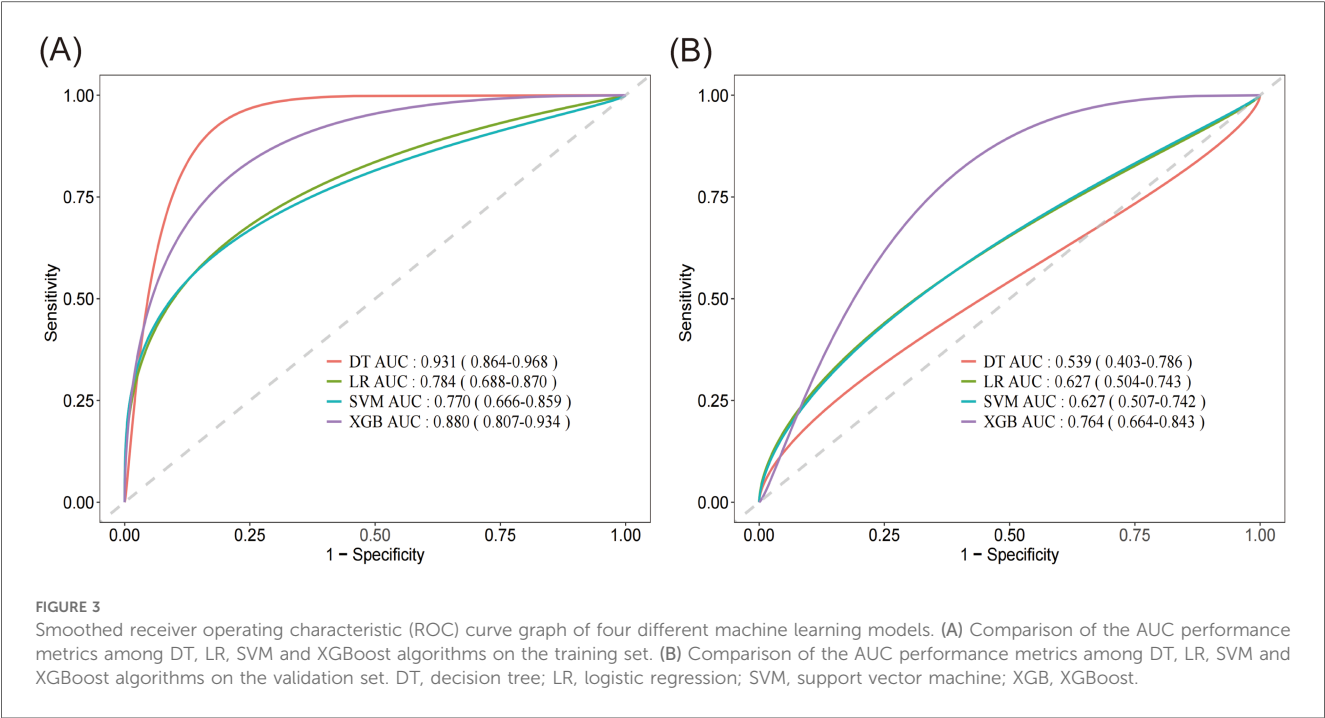 (A)
1.00
0.75
0.50
0.25
0.00
Sensitivity
DT AUC : 0.931 ( 0.864-0.968 )
LR AUC : 0.784 ( 0.688-0.870 )
SVM AUC : 0.770 ( 0.666-0.859 )
XGB AUC : 0.880 ( 0.807-0.934 )
0.00 0.25 0.50 0.75 1.00
1 − Specificity
(B)
1.00
0.75
0.50
0.25
0.00
Sensitivity
DT AUC : 0.539 ( 0.403-0.786 )
LR AUC : 0.627 ( 0.504-0.743 )
SVM AUC : 0.627 ( 0.507-0.742 )
XGB AUC : 0.764 ( 0.664-0.843 )
0.00 0.25 0.50 0.75 1.00
1 − Specificity
FIGURE 3
Smoothed receiver operating characteristic (ROC) curve graph of four different machine learning models. (A) Comparison of the AUC performance
metrics among DT, LR, SVM and XGBoost algorithms on the training set. (B) Comparison of the AUC performance metrics among DT, LR, SVM and
XGBoost algorithms on the validation set. DT, decision tree; LR, logistic regression; SVM, support vector machine; XGB, XGBoost.